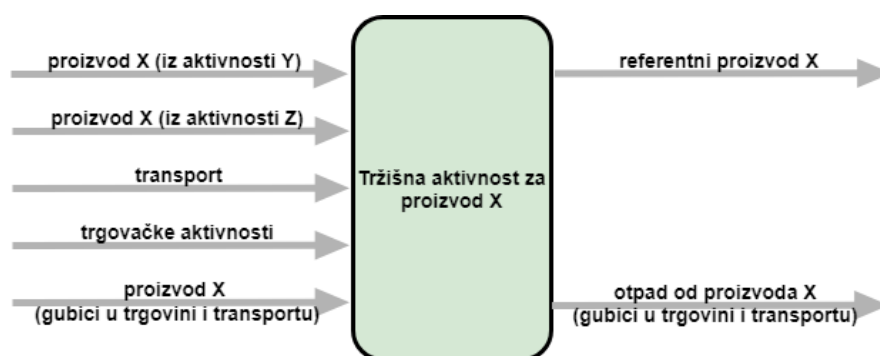 proizvod X (iz aktivnosti Y)
proizvod X (iz aktivnosti Z)
transport
trgovačke aktivnosti
proizvod X
(gubici u trgovini i transportu)
Tržišna aktivnost za
proizvod X
referentni proizvod X
otpad od proizvoda X
(gubici u trgovini i transportu)